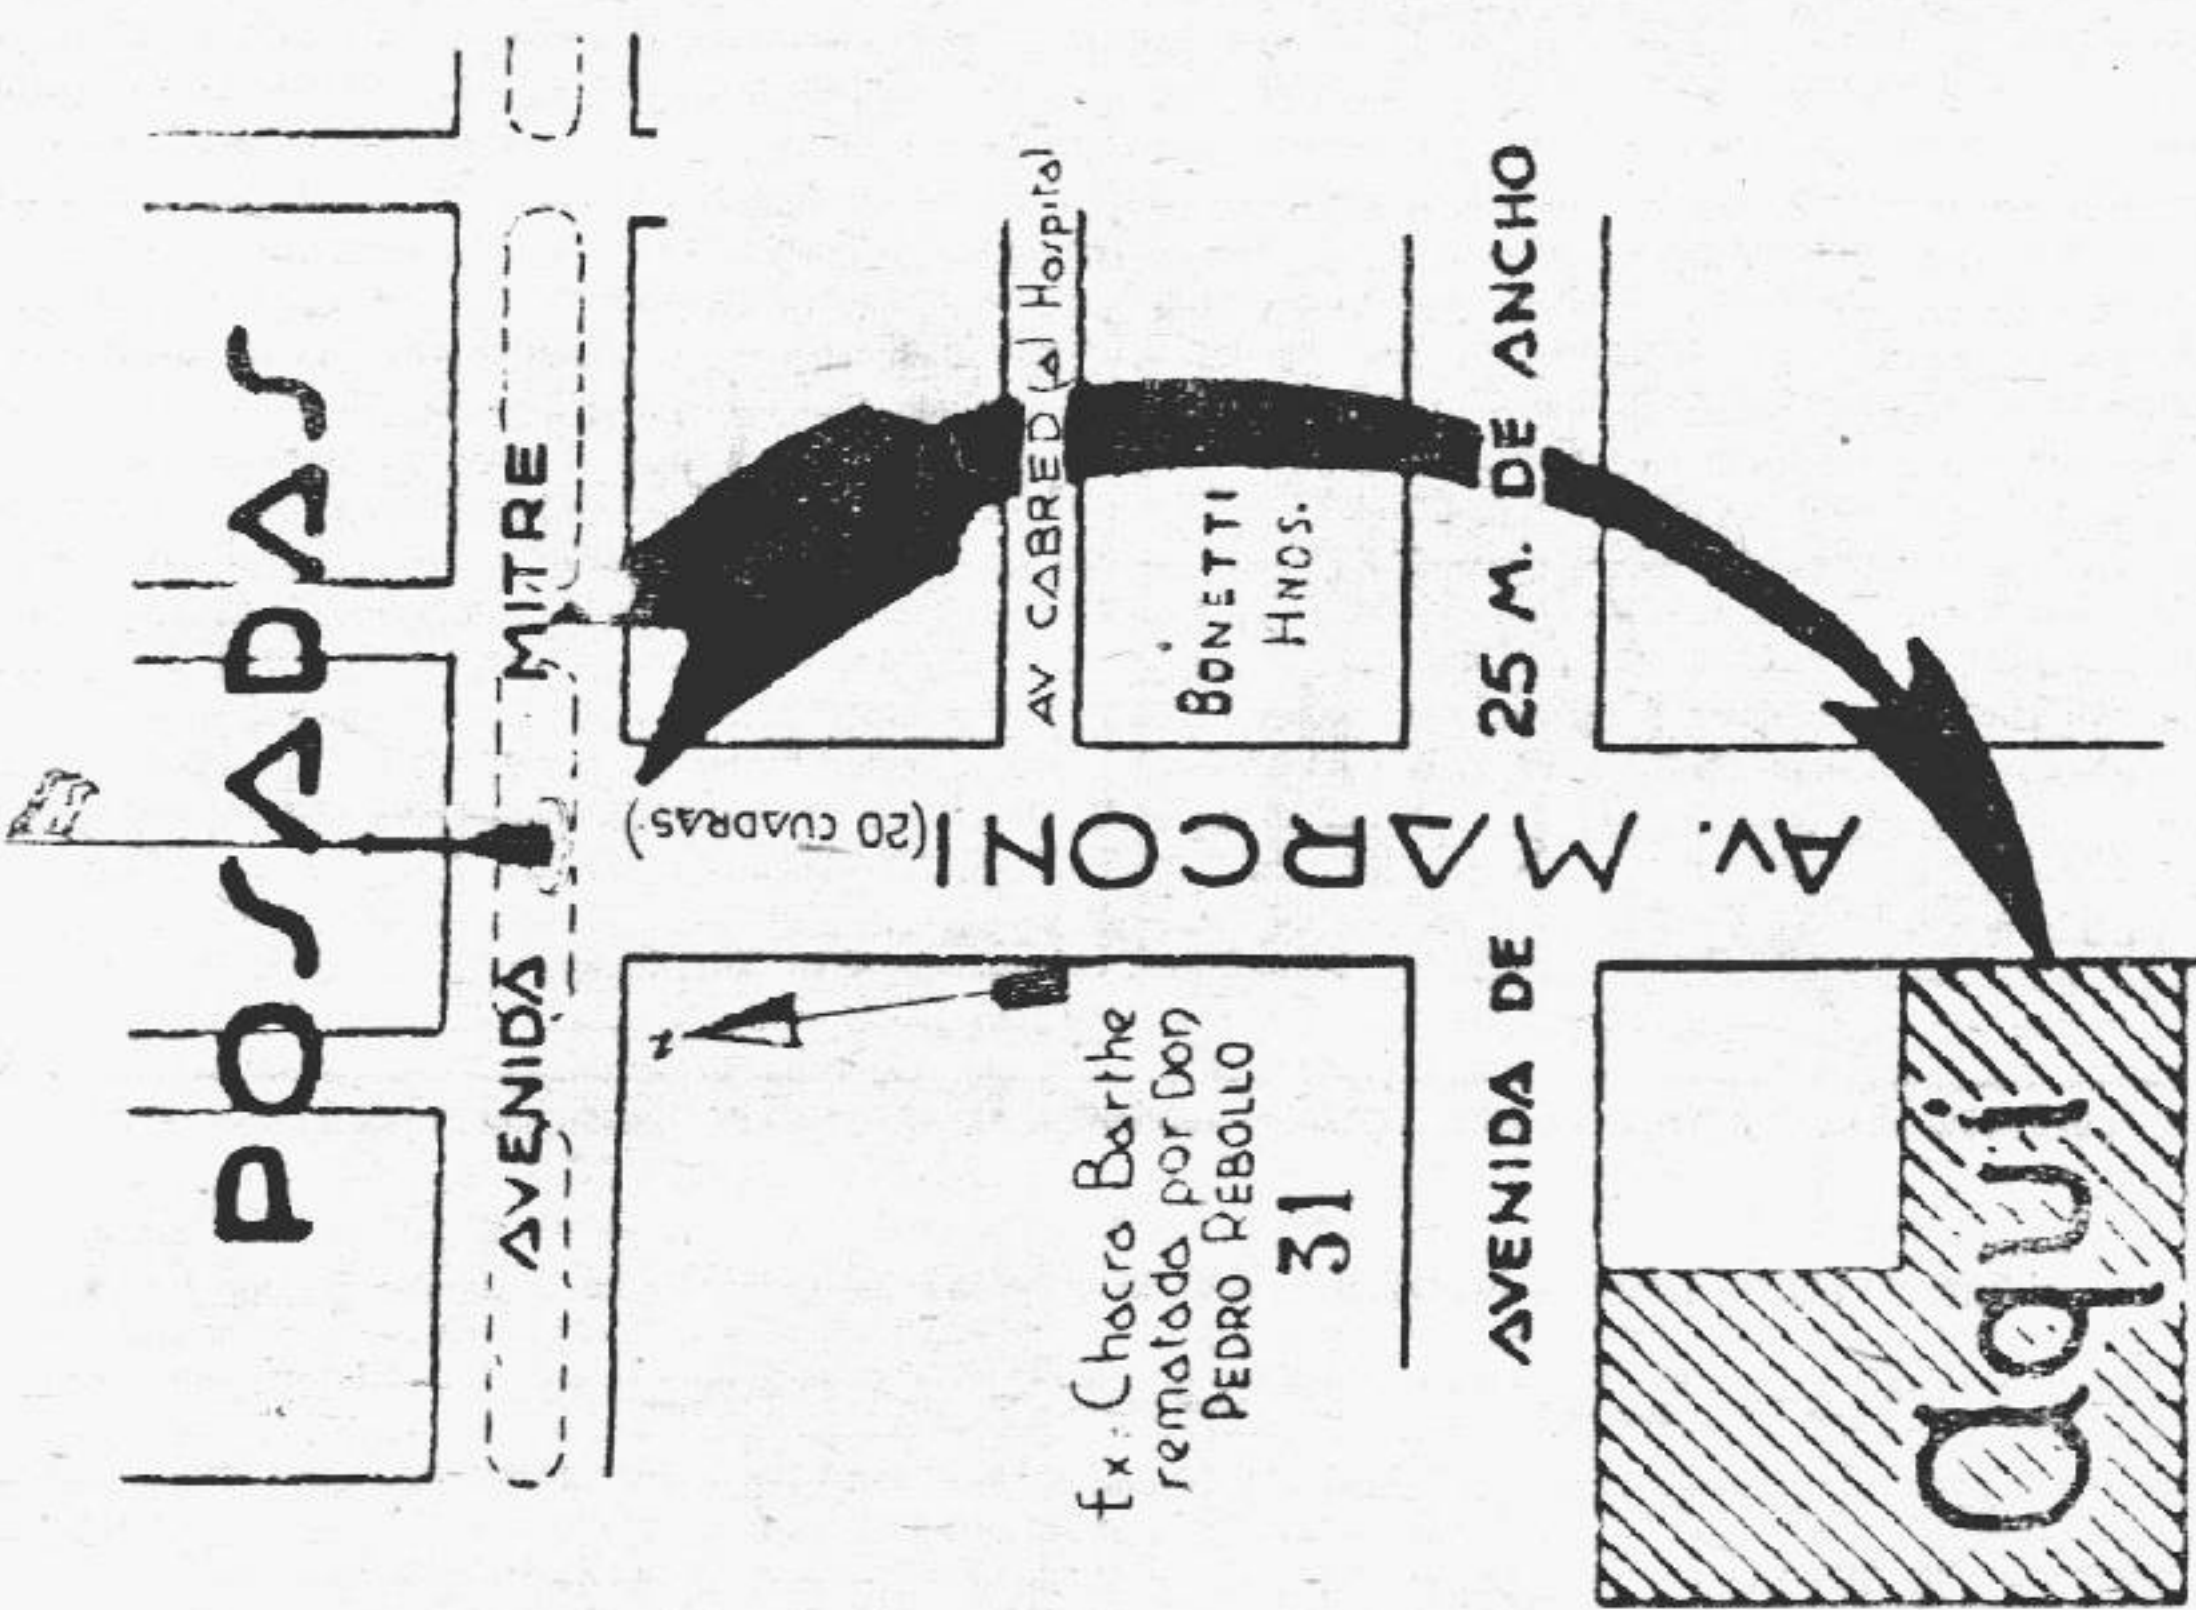 POSADAS
AVENIDA MITRE
(20 CUADRAS)
AV. MARCONI
AV CABRED (al Hospital
BONETTI
HNOS.
N
Ex. Chacra Barthe
rematada por Don
PEDRO REBOLLO
31
AVENIDA DE 25 M. DE ANCHO
aqui